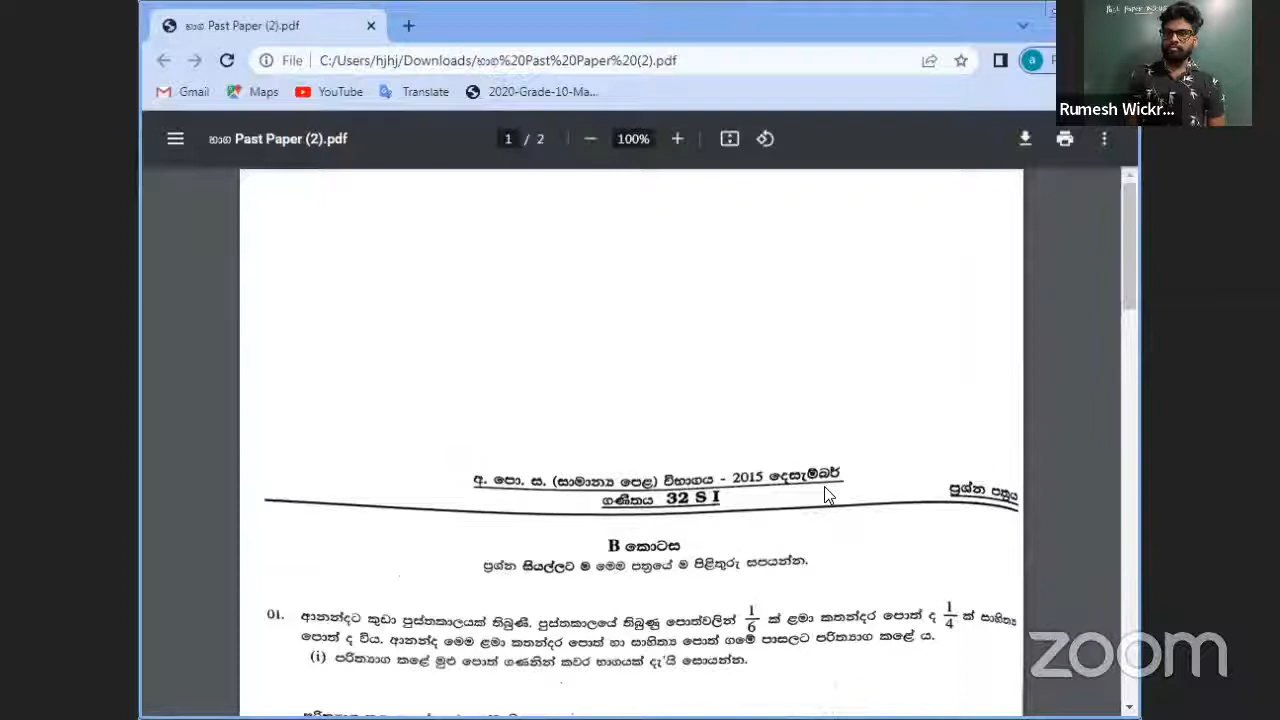 භාග Past Paper (2).pdf
Past Paper
File C:/Users/hjhj/Downloads/භාග%20Past%20Paper%20(2).pdf
a
Gmail Maps YouTube Translate 2020-Grade-10-Ma...
Rumesh Wickr...
භාග Past Paper (2).pdf 1 / 2 100%
අ. පො. ස. (සාමාන්‍ය පෙළ) විභාගය - 2015 දෙසැම්බර්
ගණිතය 32 S I
ප්‍රශ්න පත්‍රය
B කොටස
ප්‍රශ්න සියල්ලට ම මෙම පත්‍රයේ ම පිළිතුරු සපයන්න.
01. ආනන්දට කුඩා පුස්තකාලයක් තිබුණි. පුස්තකාලයේ තිබුණු පොත්වලින් 1/6 ක් ළමා කතන්දර පොත් ද 1/4 ක් සාහිත්‍ය
පොත් ද විය. ආනන්ද මෙම ළමා කතන්දර පොත් හා සාහිත්‍ය පොත් ගමේ පාසලට පරිත්‍යාග කළේ ය.
(i) පරිත්‍යාග කළේ මුළු පොත් ගණනින් කවර භාගයක් දැ'යි සොයන්න.
zoom